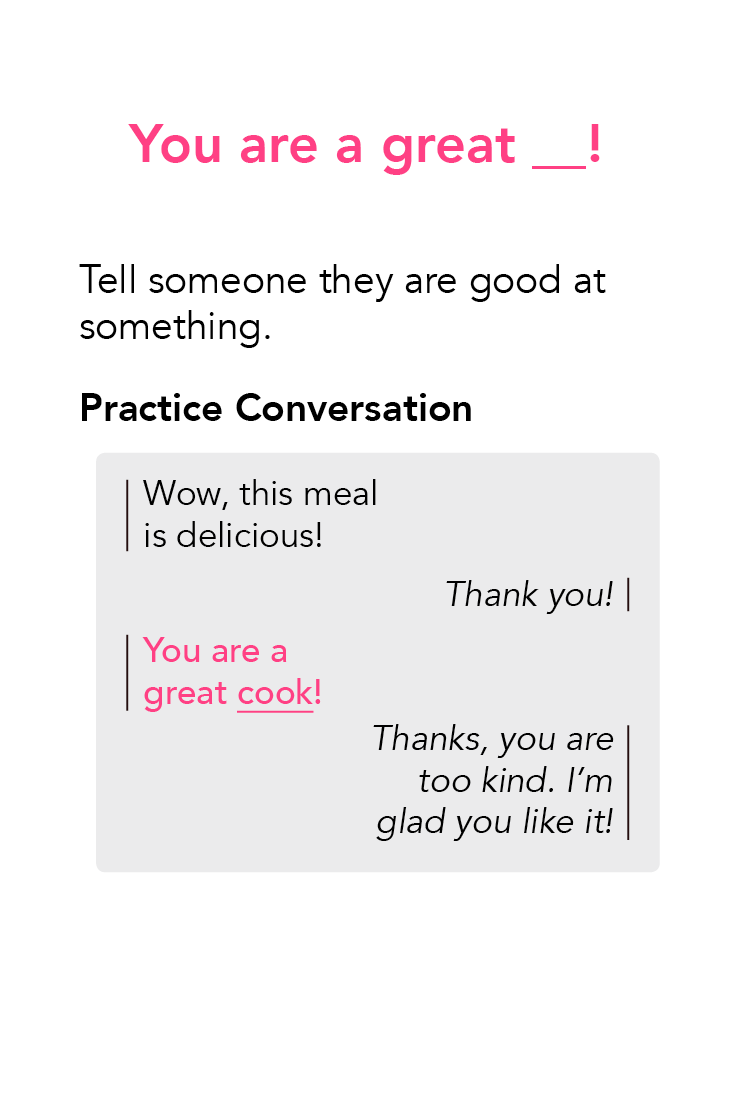 You are a great __!
Tell someone they are good at
something.
Practice Conversation
Wow, this meal
is delicious!
Thank you!
You are a
great cook!
Thanks, you are
too kind. I’m
glad you like it!